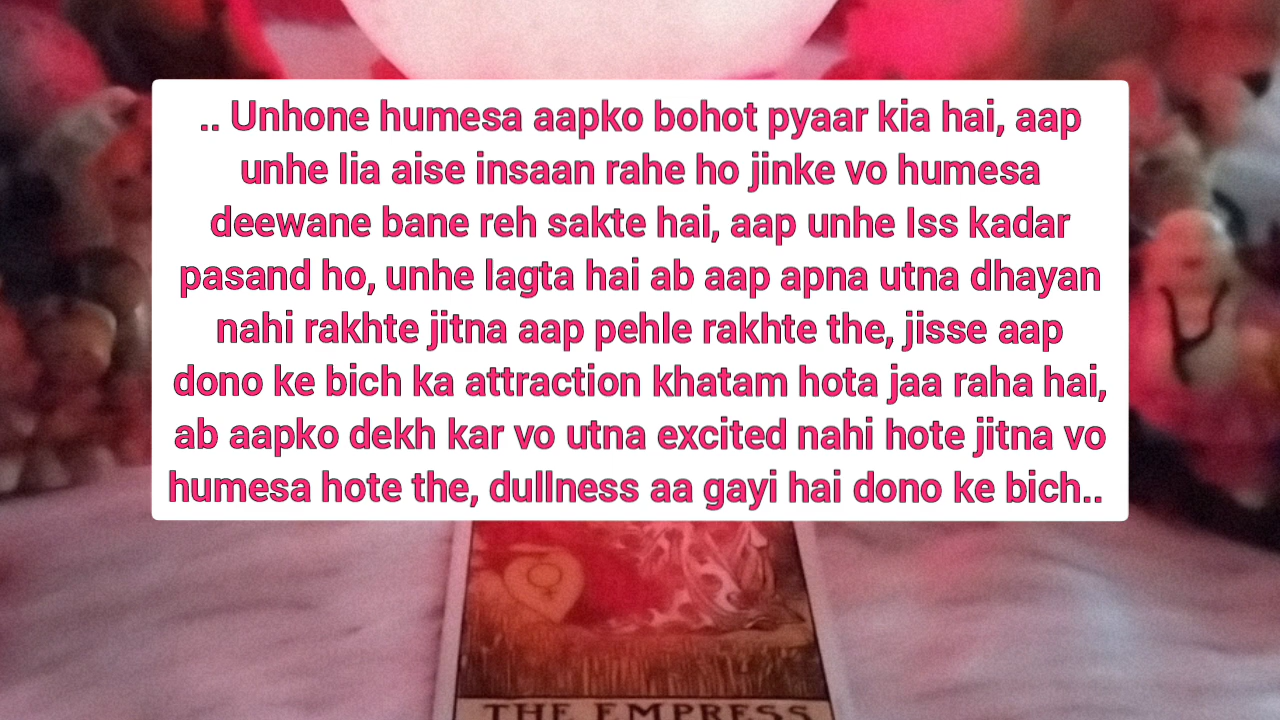 .. Unhone humesa aapko bohot pyaar kia hai, aap
unhe lia aise insaan rahe ho jinke vo humesa
deewane bane reh sakte hai, aap unhe Iss kadar
pasand ho, unhe lagta hai ab aap apna utna dhayan
nahi rakhte jitna aap pehle rakhte the, jisse aap
dono ke bich ka attraction khatam hota jaa raha hai,
ab aapko dekh kar vo utna excited nahi hote jitna vo
humesa hote the, dullness aa gayi hai dono ke bich..
THE EMPRESS